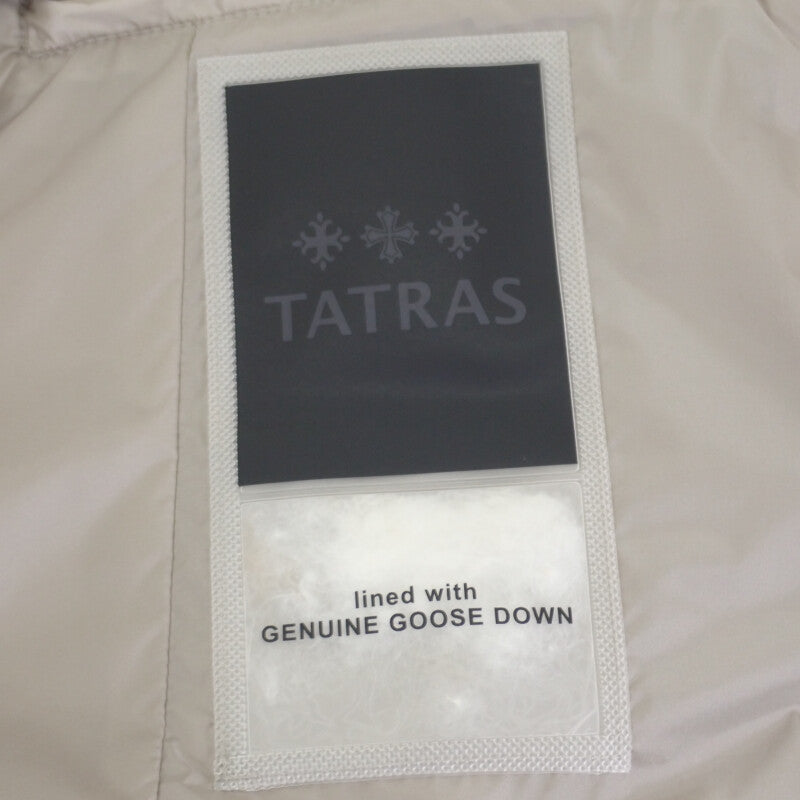 TATRAS
lined with
GENUINE GOOSE DOWN